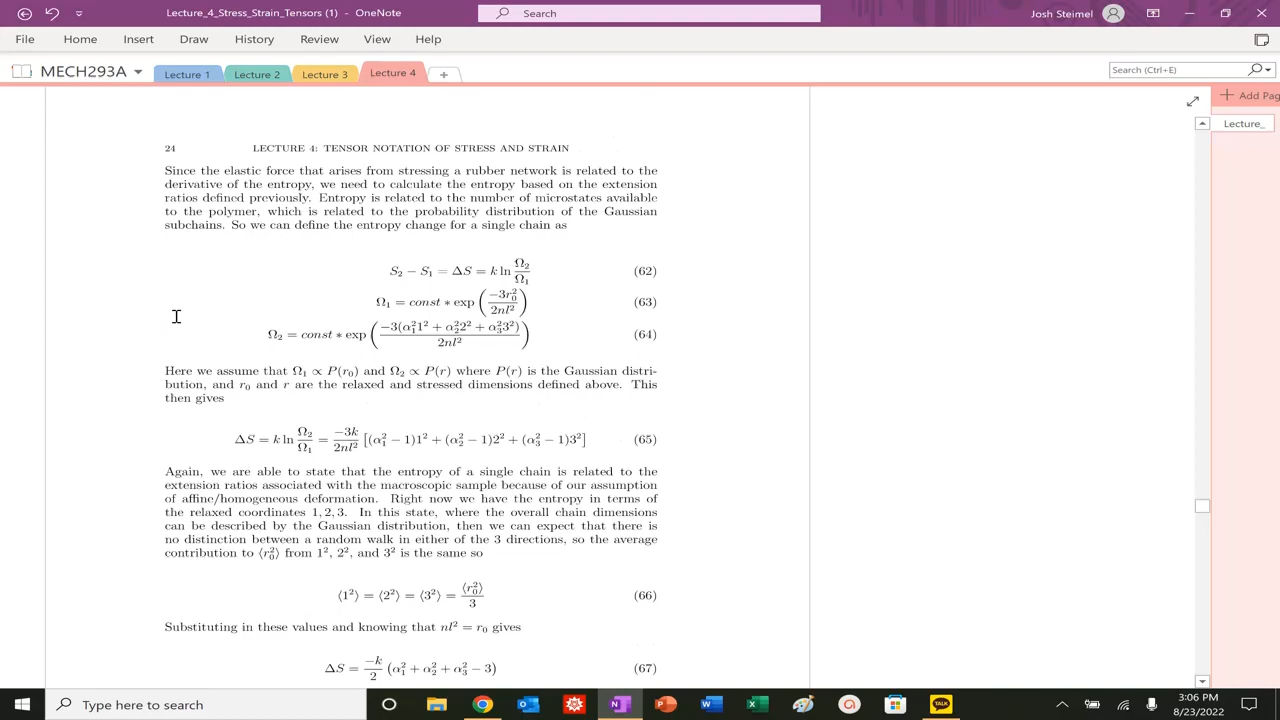 Lecture_4_Stress_Strain_Tensors (1) - OneNote
Search
Josh Steimel
File Home Insert Draw History Review View Help
MECH293A
Lecture 1
Lecture 2
Lecture 3
Lecture 4
Search (Ctrl+E)
Add Pag
Lecture_
24 LECTURE 4: TENSOR NOTATION OF STRESS AND STRAIN
Since the elastic force that arises from stressing a rubber network is related to the
derivative of the entropy, we need to calculate the entropy based on the extension
ratios defined previously. Entropy is related to the number of microstates available
to the polymer, which is related to the probability distribution of the Gaussian
subchains. So we can define the entropy change for a single chain as
S₂ − S₁ = ΔS = k ln Ω₂/Ω₁ (62)
Ω₁ = const ∗ exp (−3r₀²/2nl²) (63)
Ω₂ = const ∗ exp (−3(α₁²1² + α₂²2² + α₃²3²)/2nl²) (64)
Here we assume that Ω₁ ∝ P(r₀) and Ω₂ ∝ P(r) where P(r) is the Gaussian distri-
bution, and r₀ and r are the relaxed and stressed dimensions defined above. This
then gives
ΔS = k ln Ω₂/Ω₁ = −3k/2nl² [(α₁² − 1)1² + (α₂² − 1)2² + (α₃² − 1)3²] (65)
Again, we are able to state that the entropy of a single chain is related to the
extension ratios associated with the macroscopic sample because of our assumption
of affine/homogeneous deformation. Right now we have the entropy in terms of
the relaxed coordinates 1, 2, 3. In this state, where the overall chain dimensions
can be described by the Gaussian distribution, then we can expect that there is
no distinction between a random walk in either of the 3 directions, so the average
contribution to ⟨r₀²⟩ from 1², 2², and 3² is the same so
⟨1²⟩ = ⟨2²⟩ = ⟨3²⟩ = ⟨r₀²⟩/3 (66)
Substituting in these values and knowing that nl² = r₀ gives
ΔS = −k/2 (α₁² + α₂² + α₃² − 3) (67)
Type here to search
TALK
3:06 PM
8/23/2022